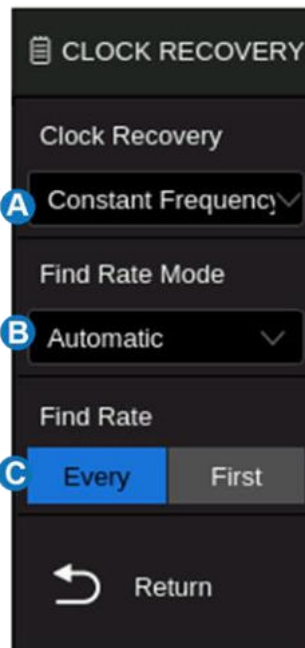 CLOCK RECOVERY
Clock Recovery
A
Constant Frequency
Find Rate Mode
B
Automatic
Find Rate
C
Every First
Return